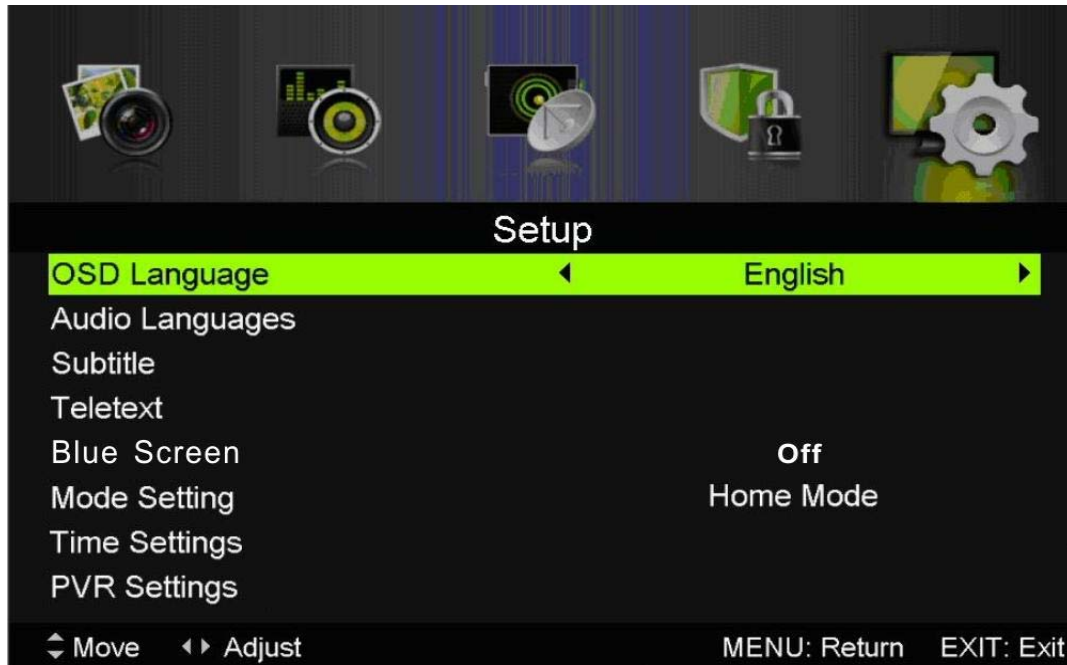 Setup
OSD Language English
Audio Languages
Subtitle
Teletext
Blue Screen Off
Mode Setting Home Mode
Time Settings
PVR Settings
Move Adjust MENU: Return EXIT: Exit